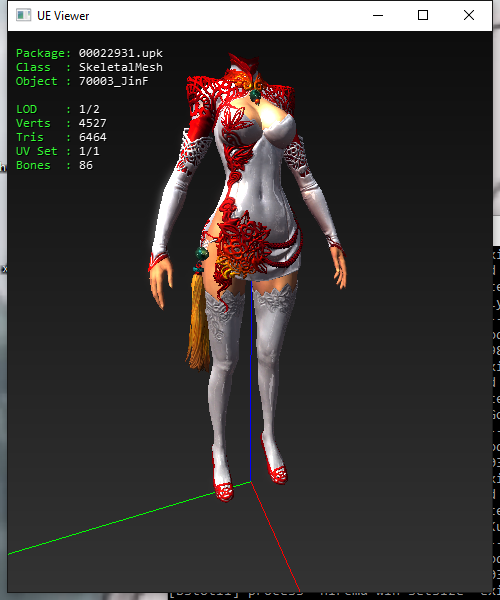 UE Viewer
Package: 00022931.upk
Class  : SkeletalMesh
Object : 70003_JinF
LOD    : 1/2
Verts  : 4527
Tris   : 6464
UV Set : 1/1
Bones  : 86